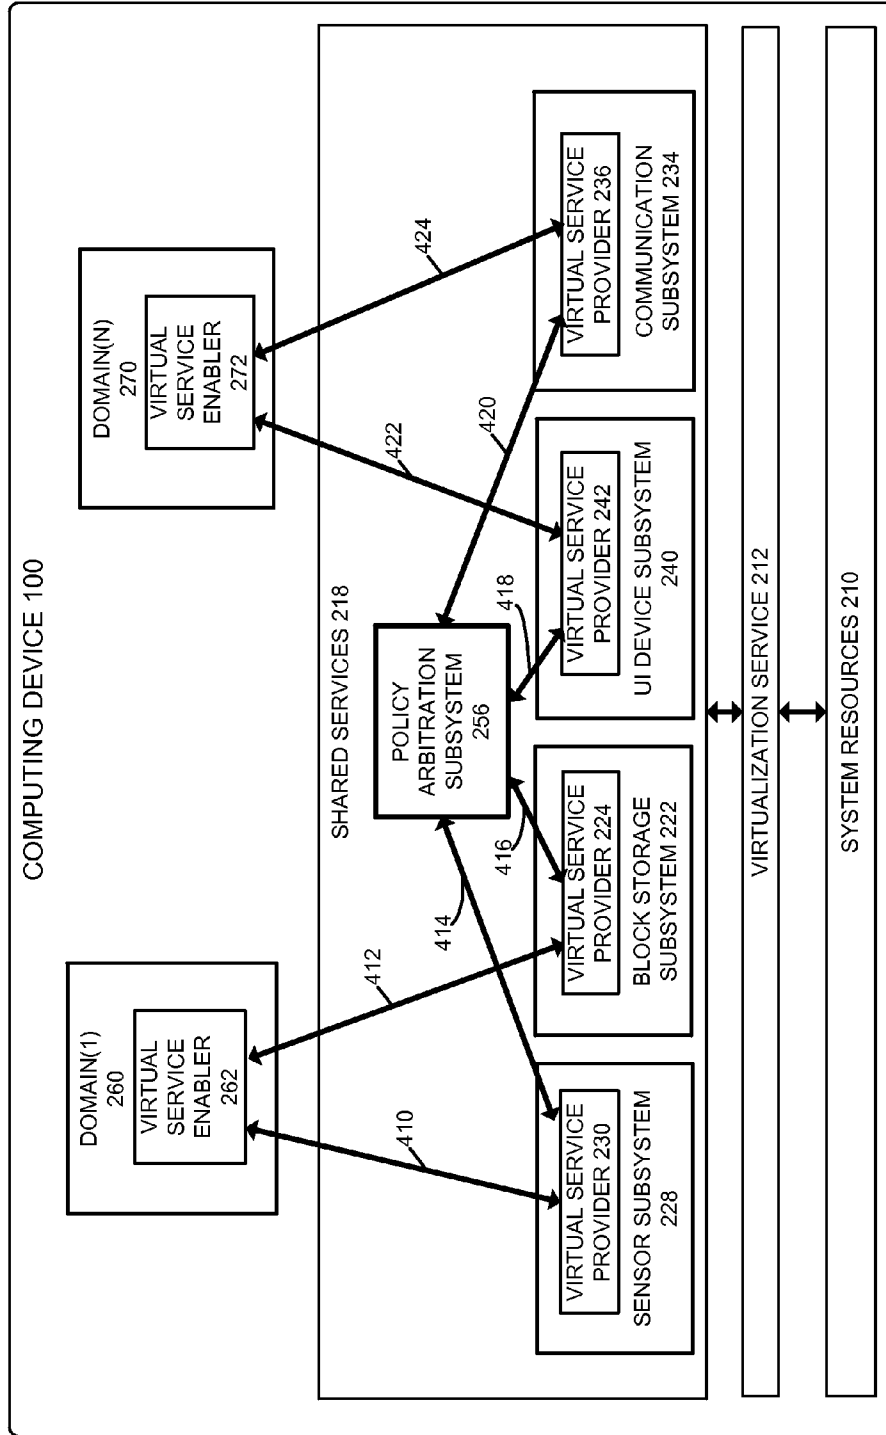 COMPUTING DEVICE 100
DOMAIN(1)
260
VIRTUAL
SERVICE
ENABLER
262
DOMAIN(N)
270
VIRTUAL
SERVICE
ENABLER
272
410
412
414
416
418
420
422
424
SHARED SERVICES 218
POLICY
ARBITRATION
SUBSYSTEM
256
VIRTUAL SERVICE
PROVIDER 230
SENSOR SUBSYSTEM
228
VIRTUAL SERVICE
PROVIDER 224
BLOCK STORAGE
SUBSYSTEM 222
VIRTUAL SERVICE
PROVIDER 242
UI DEVICE SUBSYSTEM
240
VIRTUAL SERVICE
PROVIDER 236
COMMUNICATION
SUBSYSTEM 234
VIRTUALIZATION SERVICE 212
SYSTEM RESOURCES 210